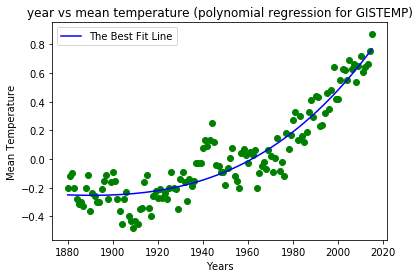 year vs mean temperature (polynomial regression for GISTEMP)
The Best Fit Line
Mean Temperature
0.8
0.6
0.4
0.2
0.0
−0.2
−0.4
1880 1900 1920 1940 1960 1980 2000 2020
Years